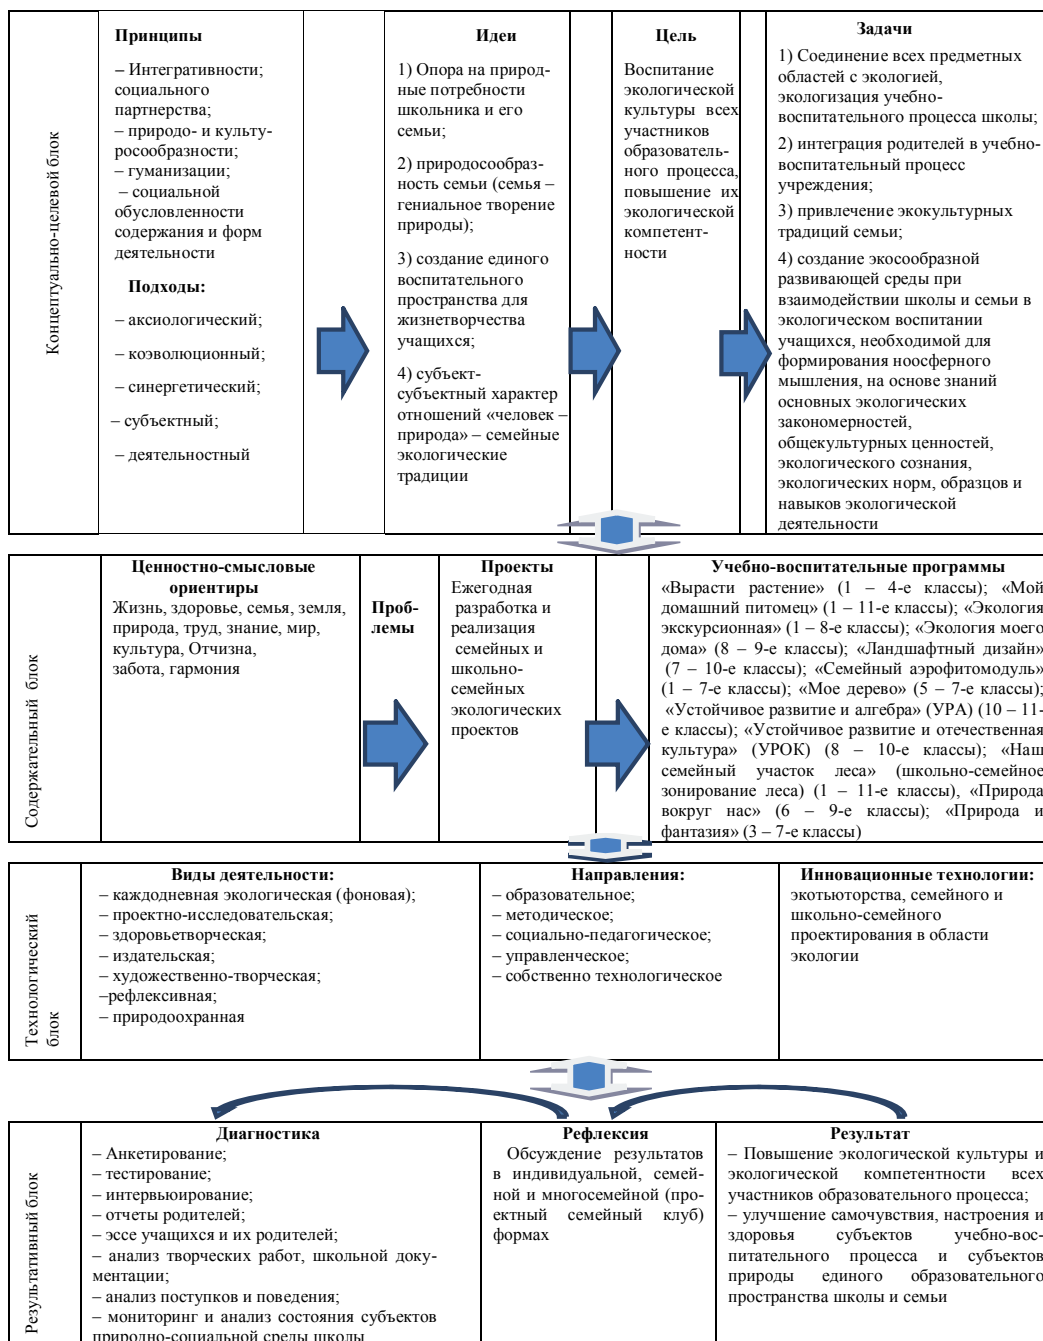 Концептуально-целевой блок
Принципы
– Интегративности;
социального
партнерства;
– природо- и культу-
росообразности;
– гуманизации;
– социальной
обусловленности
содержания и форм
деятельности
Подходы:
– аксиологический;
– коэволюционный;
– синергетический;
– субъектный;
– деятельностный
Идеи
1) Опора на природ-
ные потребности
школьника и его
семьи;
2) природосообраз-
ность семьи (семья –
гениальное творение
природы);
3) создание единого
воспитательного
пространства для
жизнетворчества
учащихся;
4) субъект-
субъектный характер
отношений «человек –
природа» – семейные
экологические
традиции
Цель
Воспитание
экологической
культуры всех
участников
образователь-
ного процесса,
повышение их
экологической
компетент-
ности
Задачи
1) Соединение всех предметных
областей с экологией,
экологизация учебно-
воспитательного процесса школы;
2) интеграция родителей в учебно-
воспитательный процесс
учреждения;
3) привлечение экокультурных
традиций семьи;
4) создание экосообразной
развивающей среды при
взаимодействии школы и семьи в
экологическом воспитании
учащихся, необходимой для
формирования ноосферного
мышления, на основе знаний
основных экологических
закономерностей,
общекультурных ценностей,
экологического сознания,
экологических норм, образцов и
навыков экологической
деятельности
Содержательный блок
Ценностно-смысловые
ориентиры
Жизнь, здоровье, семья, земля,
природа, труд, знание, мир,
культура, Отчизна,
забота, гармония
Проб-
лемы
Проекты
Ежегодная
разработка и
реализация
семейных и
школьно-
семейных
экологических
проектов
Учебно-воспитательные программы
«Вырасти растение» (1 – 4-е классы); «Мой
домашний питомец» (1 – 11-е классы); «Экология
экскурсионная» (1 – 8-е классы); «Экология моего
дома» (8 – 9-е классы); «Ландшафтный дизайн»
(7 – 10-е классы); «Семейный аэрофитомодуль»
(1 – 7-е классы); «Мое дерево» (5 – 7-е классы);
«Устойчивое развитие и алгебра» (УРА) (10 – 11-
е классы); «Устойчивое развитие и отечественная
культура» (УРОК) (8 – 10-е классы); «Наш
семейный участок леса» (школьно-семейное
зонирование леса) (1 – 11-е классы), «Природа
вокруг нас» (6 – 9-е классы); «Природа и
фантазия» (3 – 7-е классы)
Технологический
блок
Виды деятельности:
– каждодневная экологическая (фоновая);
– проектно-исследовательская;
– здоровьетворческая;
– издательская;
– художественно-творческая;
–рефлексивная;
– природоохранная
Направления:
– образовательное;
– методическое;
– социально-педагогическое;
– управленческое;
– собственно технологическое
Инновационные технологии:
экотьюторства, семейного и
школьно-семейного
проектирования в области
экологии
Результативный блок
Диагностика
– Анкетирование;
– тестирование;
– интервьюирование;
– отчеты родителей;
– эссе учащихся и их родителей;
– анализ творческих работ, школьной доку-
ментации;
– анализ поступков и поведения;
– мониторинг и анализ состояния субъектов
природно-социальной среды школы
Рефлексия
Обсуждение результатов
в индивидуальной, семей-
ной и многосемейной (про-
ектный семейный клуб)
формах
Результат
– Повышение экологической культуры и
экологической компетентности всех
участников образовательного процесса;
– улучшение самочувствия, настроения и
здоровья субъектов учебно-вос-
питательного процесса и субъектов
природы единого образовательного
пространства школы и семьи